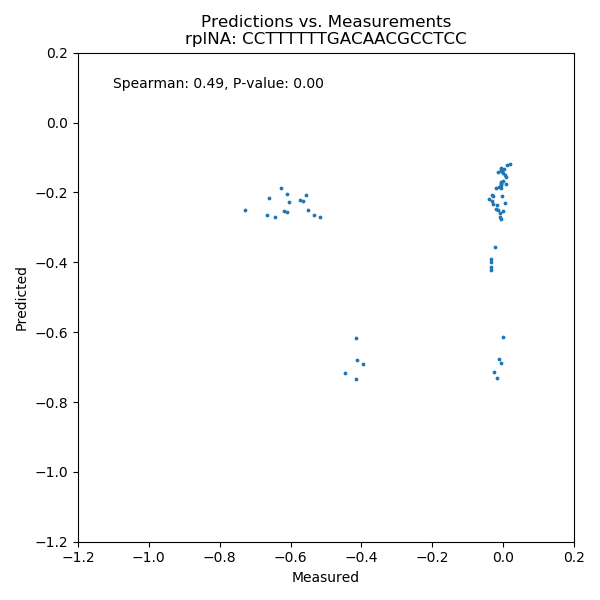 Predictions vs. Measurements
rplNA: CCTTTTTTGACAACGCCTCC
Spearman: 0.49, P-value: 0.00
0.2
0.0
−0.2
−0.4
−0.6
−0.8
−1.0
−1.2
Predicted
−1.2 −1.0 −0.8 −0.6 −0.4 −0.2 0.0 0.2
Measured